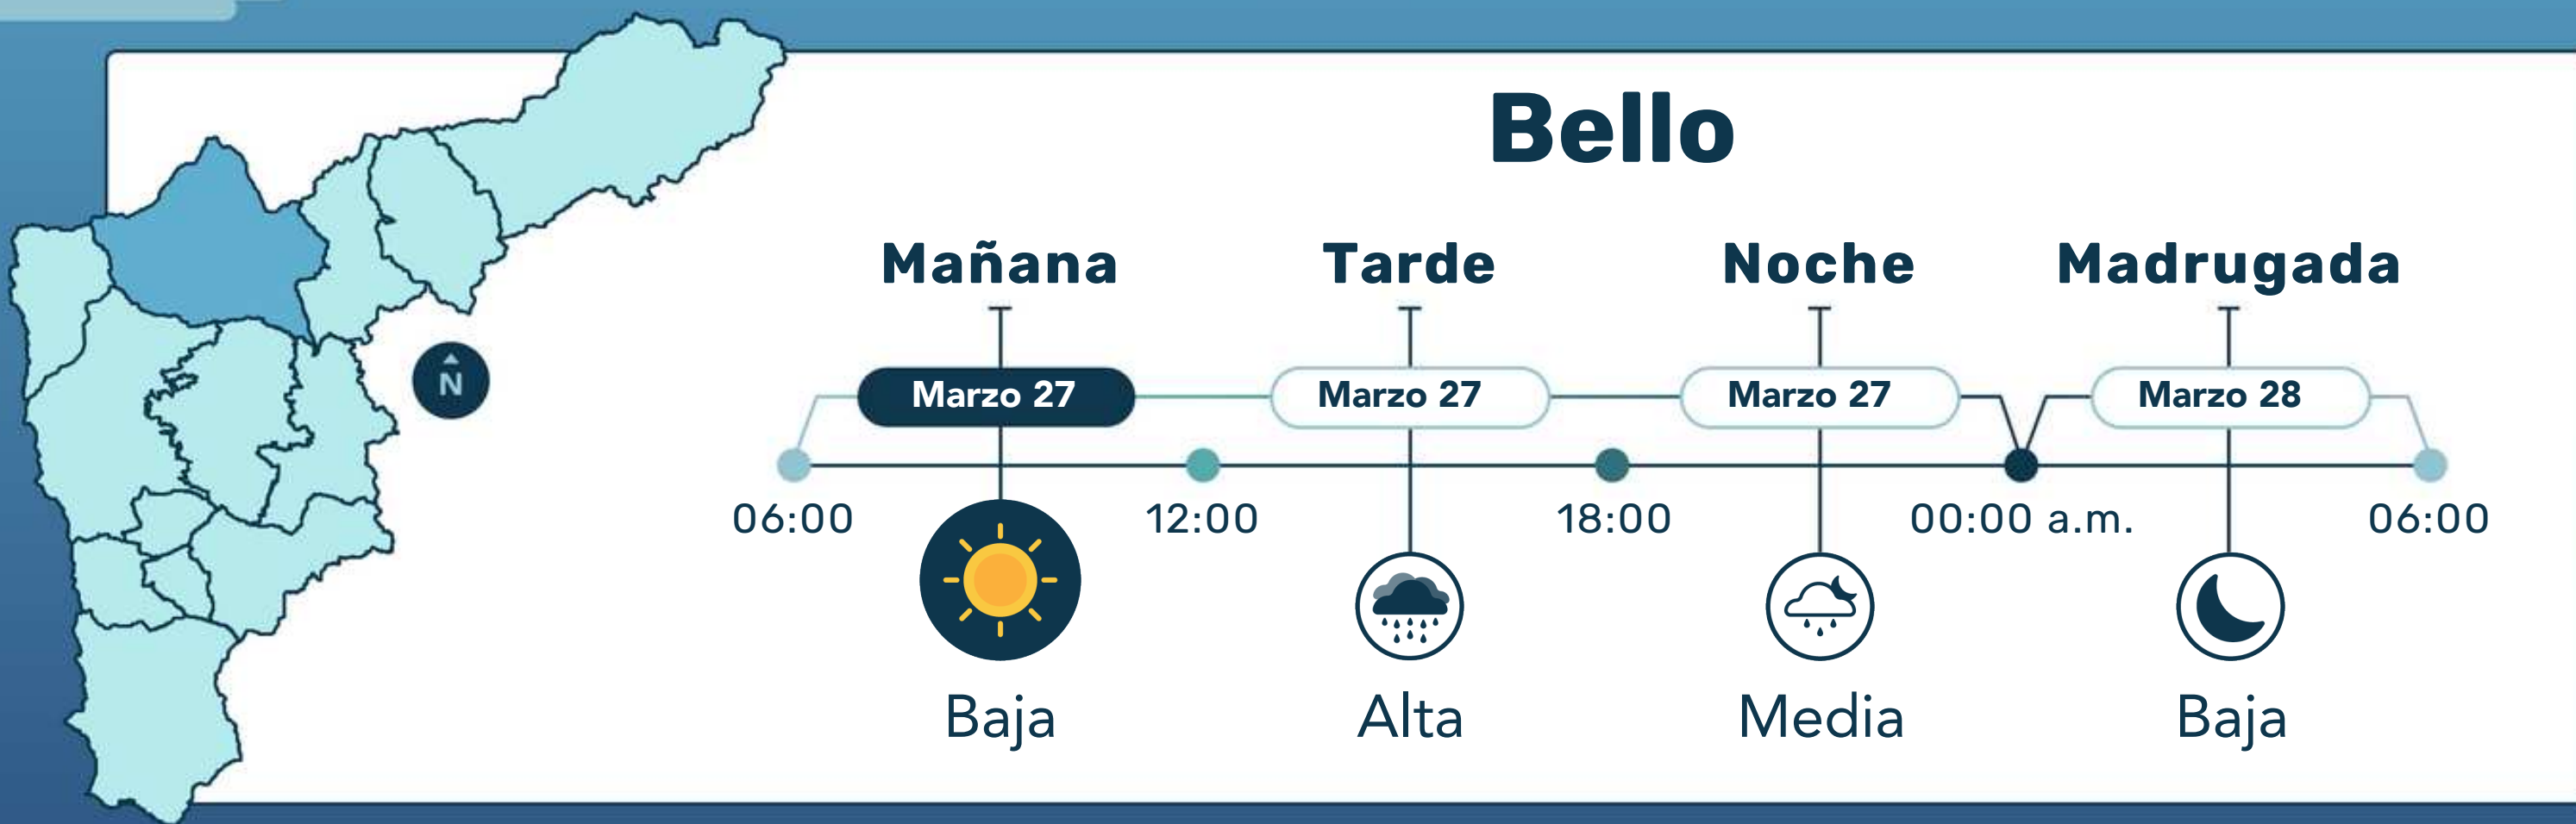 Bello
Mañana Tarde Noche Madrugada
N
Marzo 27 Marzo 27 Marzo 27 Marzo 28
06:00 12:00 18:00 00:00 a.m. 06:00
Baja Alta Media Baja